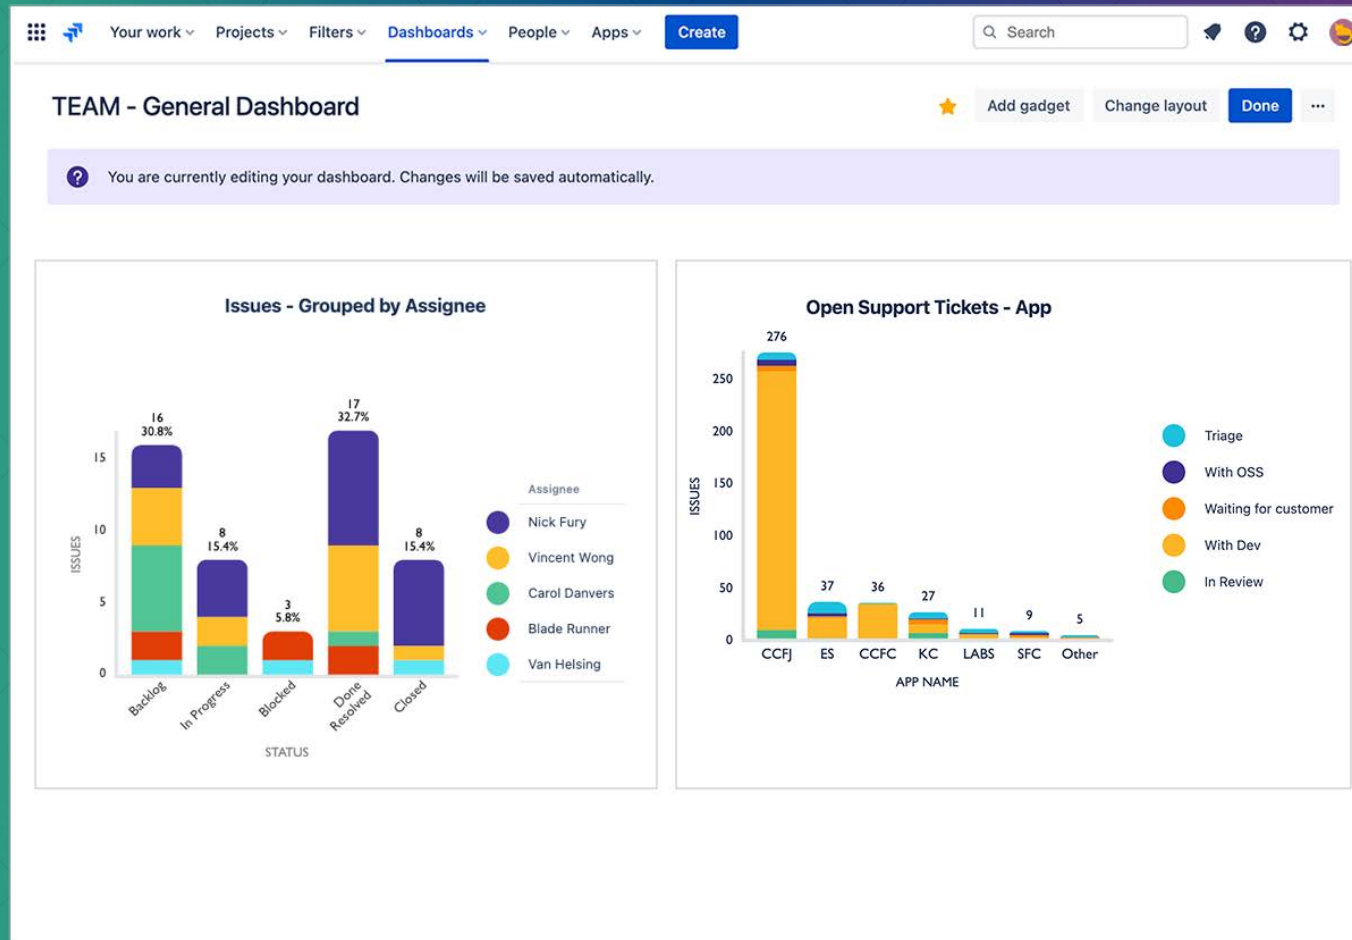 Your work Projects Filters Dashboards People Apps Create Search
TEAM - General Dashboard
Add gadget Change layout Done
You are currently editing your dashboard. Changes will be saved automatically.
Issues - Grouped by Assignee
16
30.8%
8
15.4%
3
5.8%
17
32.7%
8
15.4%
15
10
5
0
ISSUES
Backlog
In Progress
Blocked
Done
Resolved
Closed
STATUS
Assignee
Nick Fury
Vincent Wong
Carol Danvers
Blade Runner
Van Helsing
Open Support Tickets - App
276
37
36
27
11
9
5
250
200
150
100
50
0
ISSUES
CCFJ ES CCFC KC LABS SFC Other
APP NAME
Triage
With OSS
Waiting for customer
With Dev
In Review